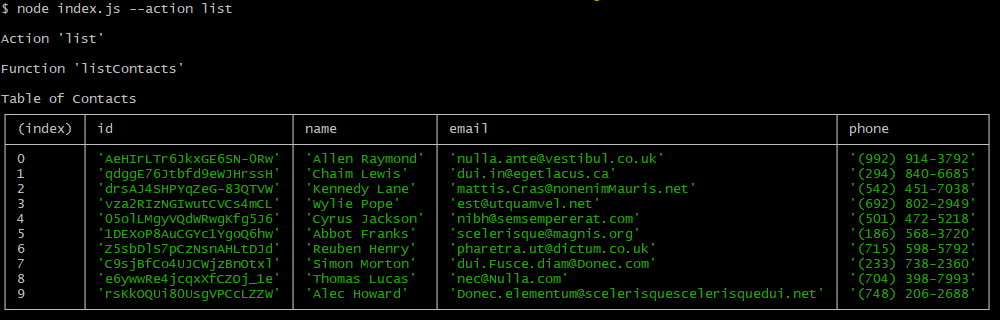 $ node index.js --action list
Action 'list'
Function 'listContacts'
Table of Contacts
(index) id name email phone
0 'AeHIrLTr6JkxGE6SN-0Rw' 'Allen Raymond' 'nulla.ante@vestibul.co.uk' '(992) 914-3792'
1 'qdggE76Jtbfd9eWJHrssH' 'Chaim Lewis' 'dui.in@egetlacus.ca' '(294) 840-6685'
2 'drsAJ4SHPYqZeG-83QTVW' 'Kennedy Lane' 'mattis.Cras@nonenimMauris.net' '(542) 451-7038'
3 'vza2RIzNGIwutCVCs4mCL' 'Wylie Pope' 'est@utquamvel.net' '(692) 802-2949'
4 '05olLMgyVQdWRwgKfg5J6' 'Cyrus Jackson' 'nibh@semsempererat.com' '(501) 472-5218'
5 '1DEXoP8AuCGYc1YgoQ6hw' 'Abbot Franks' 'scelerisque@magnis.org' '(186) 568-3720'
6 'Z5sbDlS7pCzNsnAHLtDJd' 'Reuben Henry' 'pharetra.ut@dictum.co.uk' '(715) 598-5792'
7 'C9sjBfCo4UJCWjzBnOtxl' 'Simon Morton' 'dui.Fusce.diam@Donec.com' '(233) 738-2360'
8 'e6ywwRe4jcqxXfCZOj_1e' 'Thomas Lucas' 'nec@Nulla.com' '(704) 398-7993'
9 'rsKkOQUi80UsgVPCcLZZW' 'Alec Howard' 'Donec.elementum@scelerisquescelerisquedui.net' '(748) 206-2688'